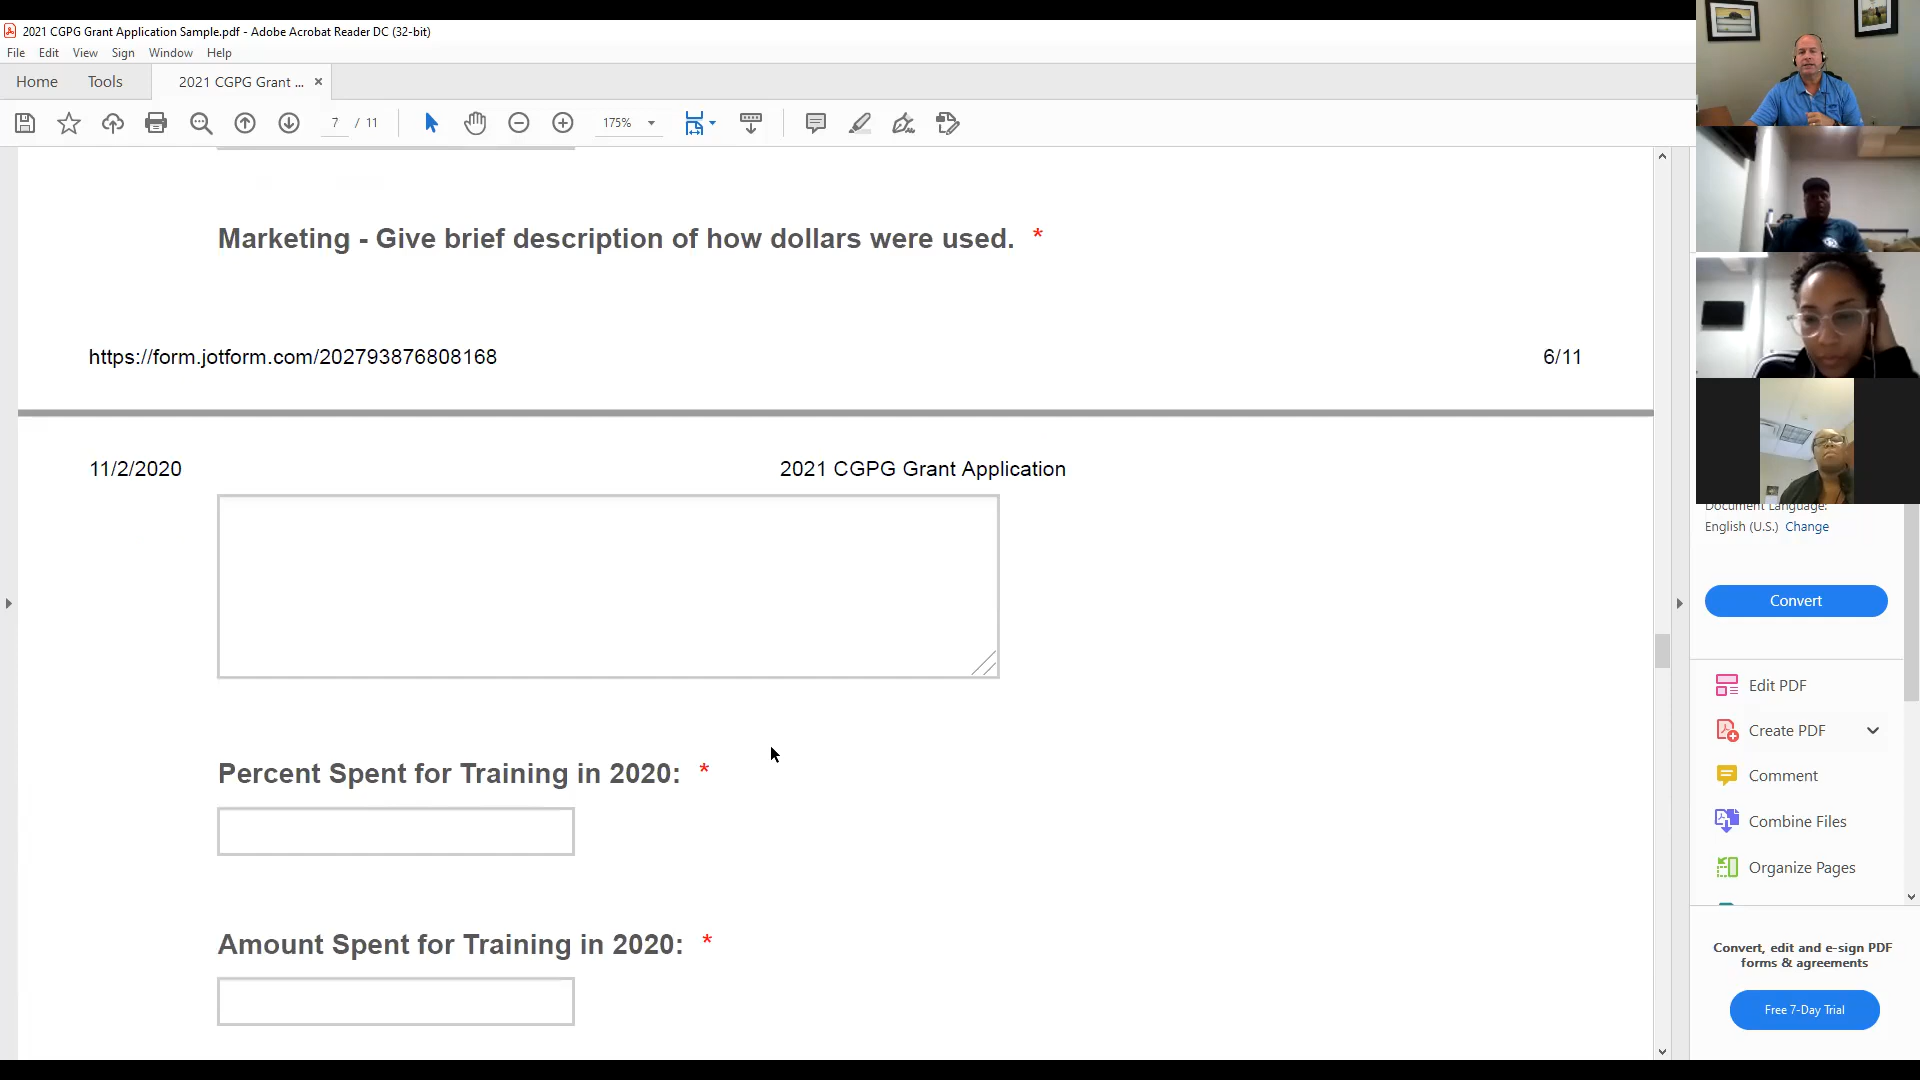 2021 CGPG Grant Application Sample.pdf - Adobe Acrobat Reader DC (32-bit)
File Edit View Sign Window Help
Home Tools 2021 CGPG Grant ... ×
7 / 11 175%
Marketing - Give brief description of how dollars were used. *
https://form.jotform.com/202793876808168 6/11
11/2/2020 2021 CGPG Grant Application
Percent Spent for Training in 2020: *
Amount Spent for Training in 2020: *
Document Language:
English (U.S.) Change
Convert
Edit PDF
Create PDF
Comment
Combine Files
Organize Pages
Convert, edit and e-sign PDF
forms & agreements
Free 7-Day Trial